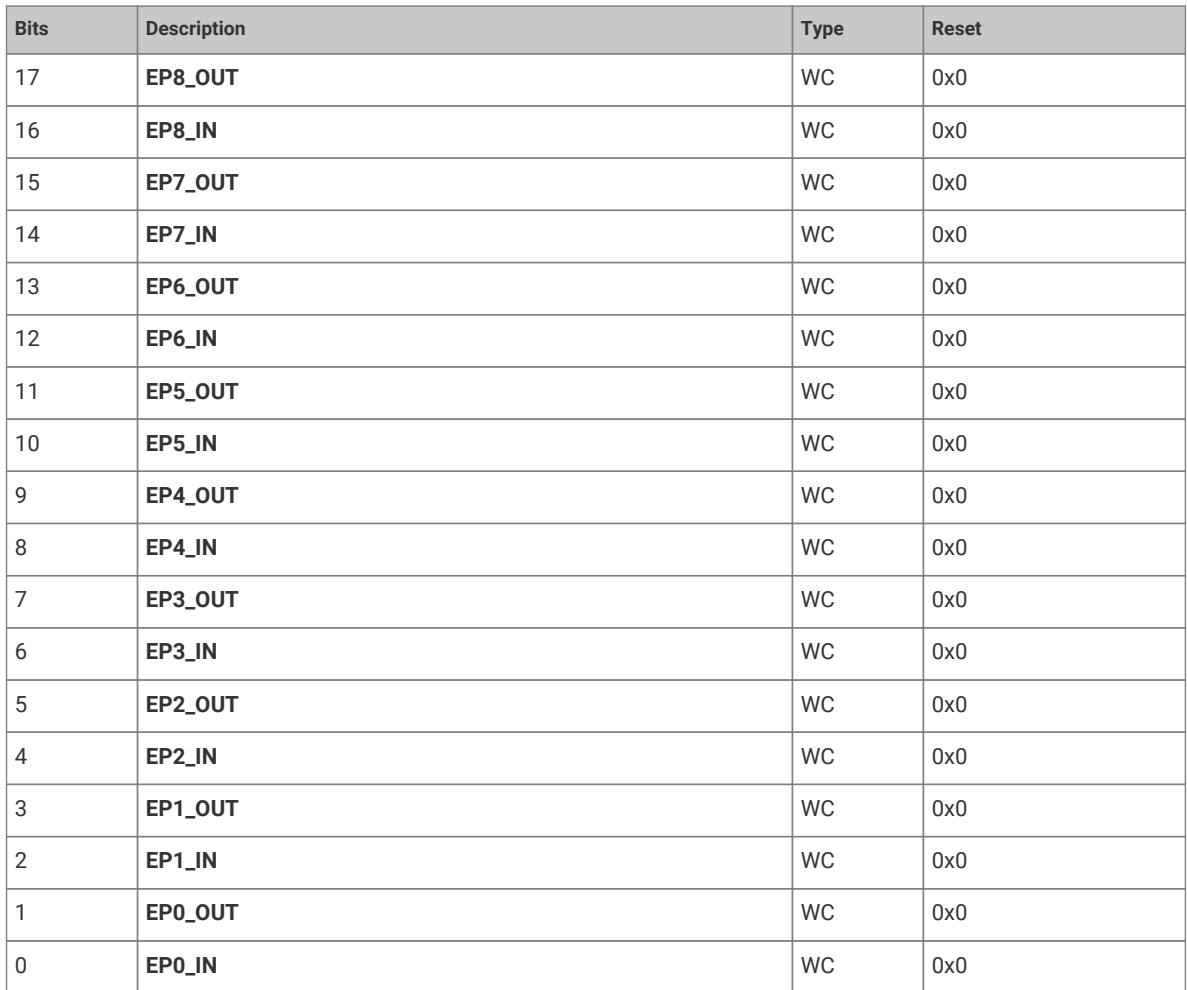 Bits Description Type Reset
17 EP8_OUT WC 0x0
16 EP8_IN WC 0x0
15 EP7_OUT WC 0x0
14 EP7_IN WC 0x0
13 EP6_OUT WC 0x0
12 EP6_IN WC 0x0
11 EP5_OUT WC 0x0
10 EP5_IN WC 0x0
9 EP4_OUT WC 0x0
8 EP4_IN WC 0x0
7 EP3_OUT WC 0x0
6 EP3_IN WC 0x0
5 EP2_OUT WC 0x0
4 EP2_IN WC 0x0
3 EP1_OUT WC 0x0
2 EP1_IN WC 0x0
1 EP0_OUT WC 0x0
0 EP0_IN WC 0x0